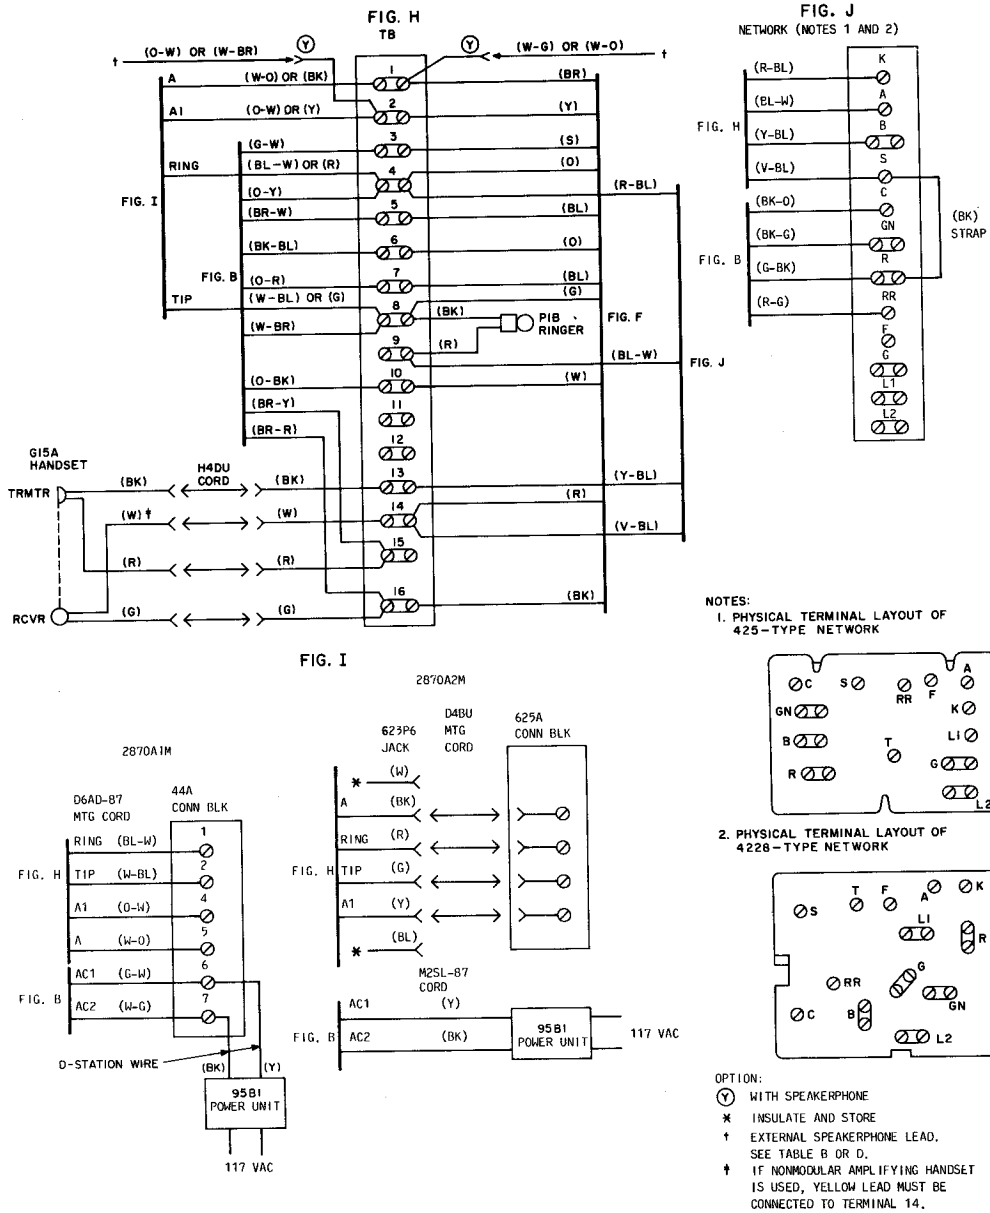 FIG. H
TB
FIG. J
NETWORK (NOTES 1 AND 2)
† (O-W) OR (W-BR) Y
Y (W-G) OR (W-O) †
A (W-O) OR (BK) 1 (BR)
A1 (O-W) OR (Y) 2 (Y)
(G-W) 3 (S)
RING (BL-W) OR (R) 4 (O)
(O-Y) (R-BL)
FIG. I
(BR-W) 5 (BL)
(BK-BL) 6 (O)
FIG. B
(O-R) 7 (BL)
TIP (W-BL) OR (G) 8 (G)
(BK) PIB RINGER
(W-BR)
FIG. F
9 (R)
(BL-W)
FIG. J
(O-BK) 10 (W)
(BR-Y) 11
(BR-R) 12
G15A
HANDSET
H4DU
CORD
TRMTR (BK) (BK) 13 (Y-BL)
(W)‡ (W) 14 (R)
(V-BL)
(R) (R) 15
RCVR (G) (G) 16 (BK)
K
(R-BL)
A
(BL-W)
FIG. H
B
(Y-BL)
S
(V-BL)
C
(BK-O)
GN
(BK-G)
(BK)
STRAP
FIG. B
R
(G-BK)
RR
(R-G)
F
G
L1
L2
FIG. I
2870A1M
D6AD-87
MTG CORD
44A
CONN BLK
RING (BL-W) 1
FIG. H
TIP (W-BL) 2
A1 (O-W) 4
A (W-O) 5
AC1 (G-W) 6
FIG. B
AC2 (W-G) 7
D-STATION WIRE
(BK) (Y)
95B1
POWER UNIT
117 VAC
2870A2M
623P6
JACK
D4BU
MTG
CORD
625A
CONN BLK
* (W)
A (BK)
RING (R)
FIG. H
TIP (G)
A1 (Y)
* (BL)
M2SL-87
CORD
AC1 (Y)
FIG. B
AC2 (BK)
95B1
POWER UNIT
117 VAC
NOTES:
1. PHYSICAL TERMINAL LAYOUT OF
425-TYPE NETWORK
C S RR F A
GN K
B T L1
R G
L2
2. PHYSICAL TERMINAL LAYOUT OF
4228-TYPE NETWORK
S T F A K
L1 R
RR G GN
C B
L2
OPTION:
Y WITH SPEAKERPHONE
* INSULATE AND STORE
† EXTERNAL SPEAKERPHONE LEAD.
SEE TABLE B OR D.
‡ IF NONMODULAR AMPLIFYING HANDSET
IS USED, YELLOW LEAD MUST BE
CONNECTED TO TERMINAL 14.